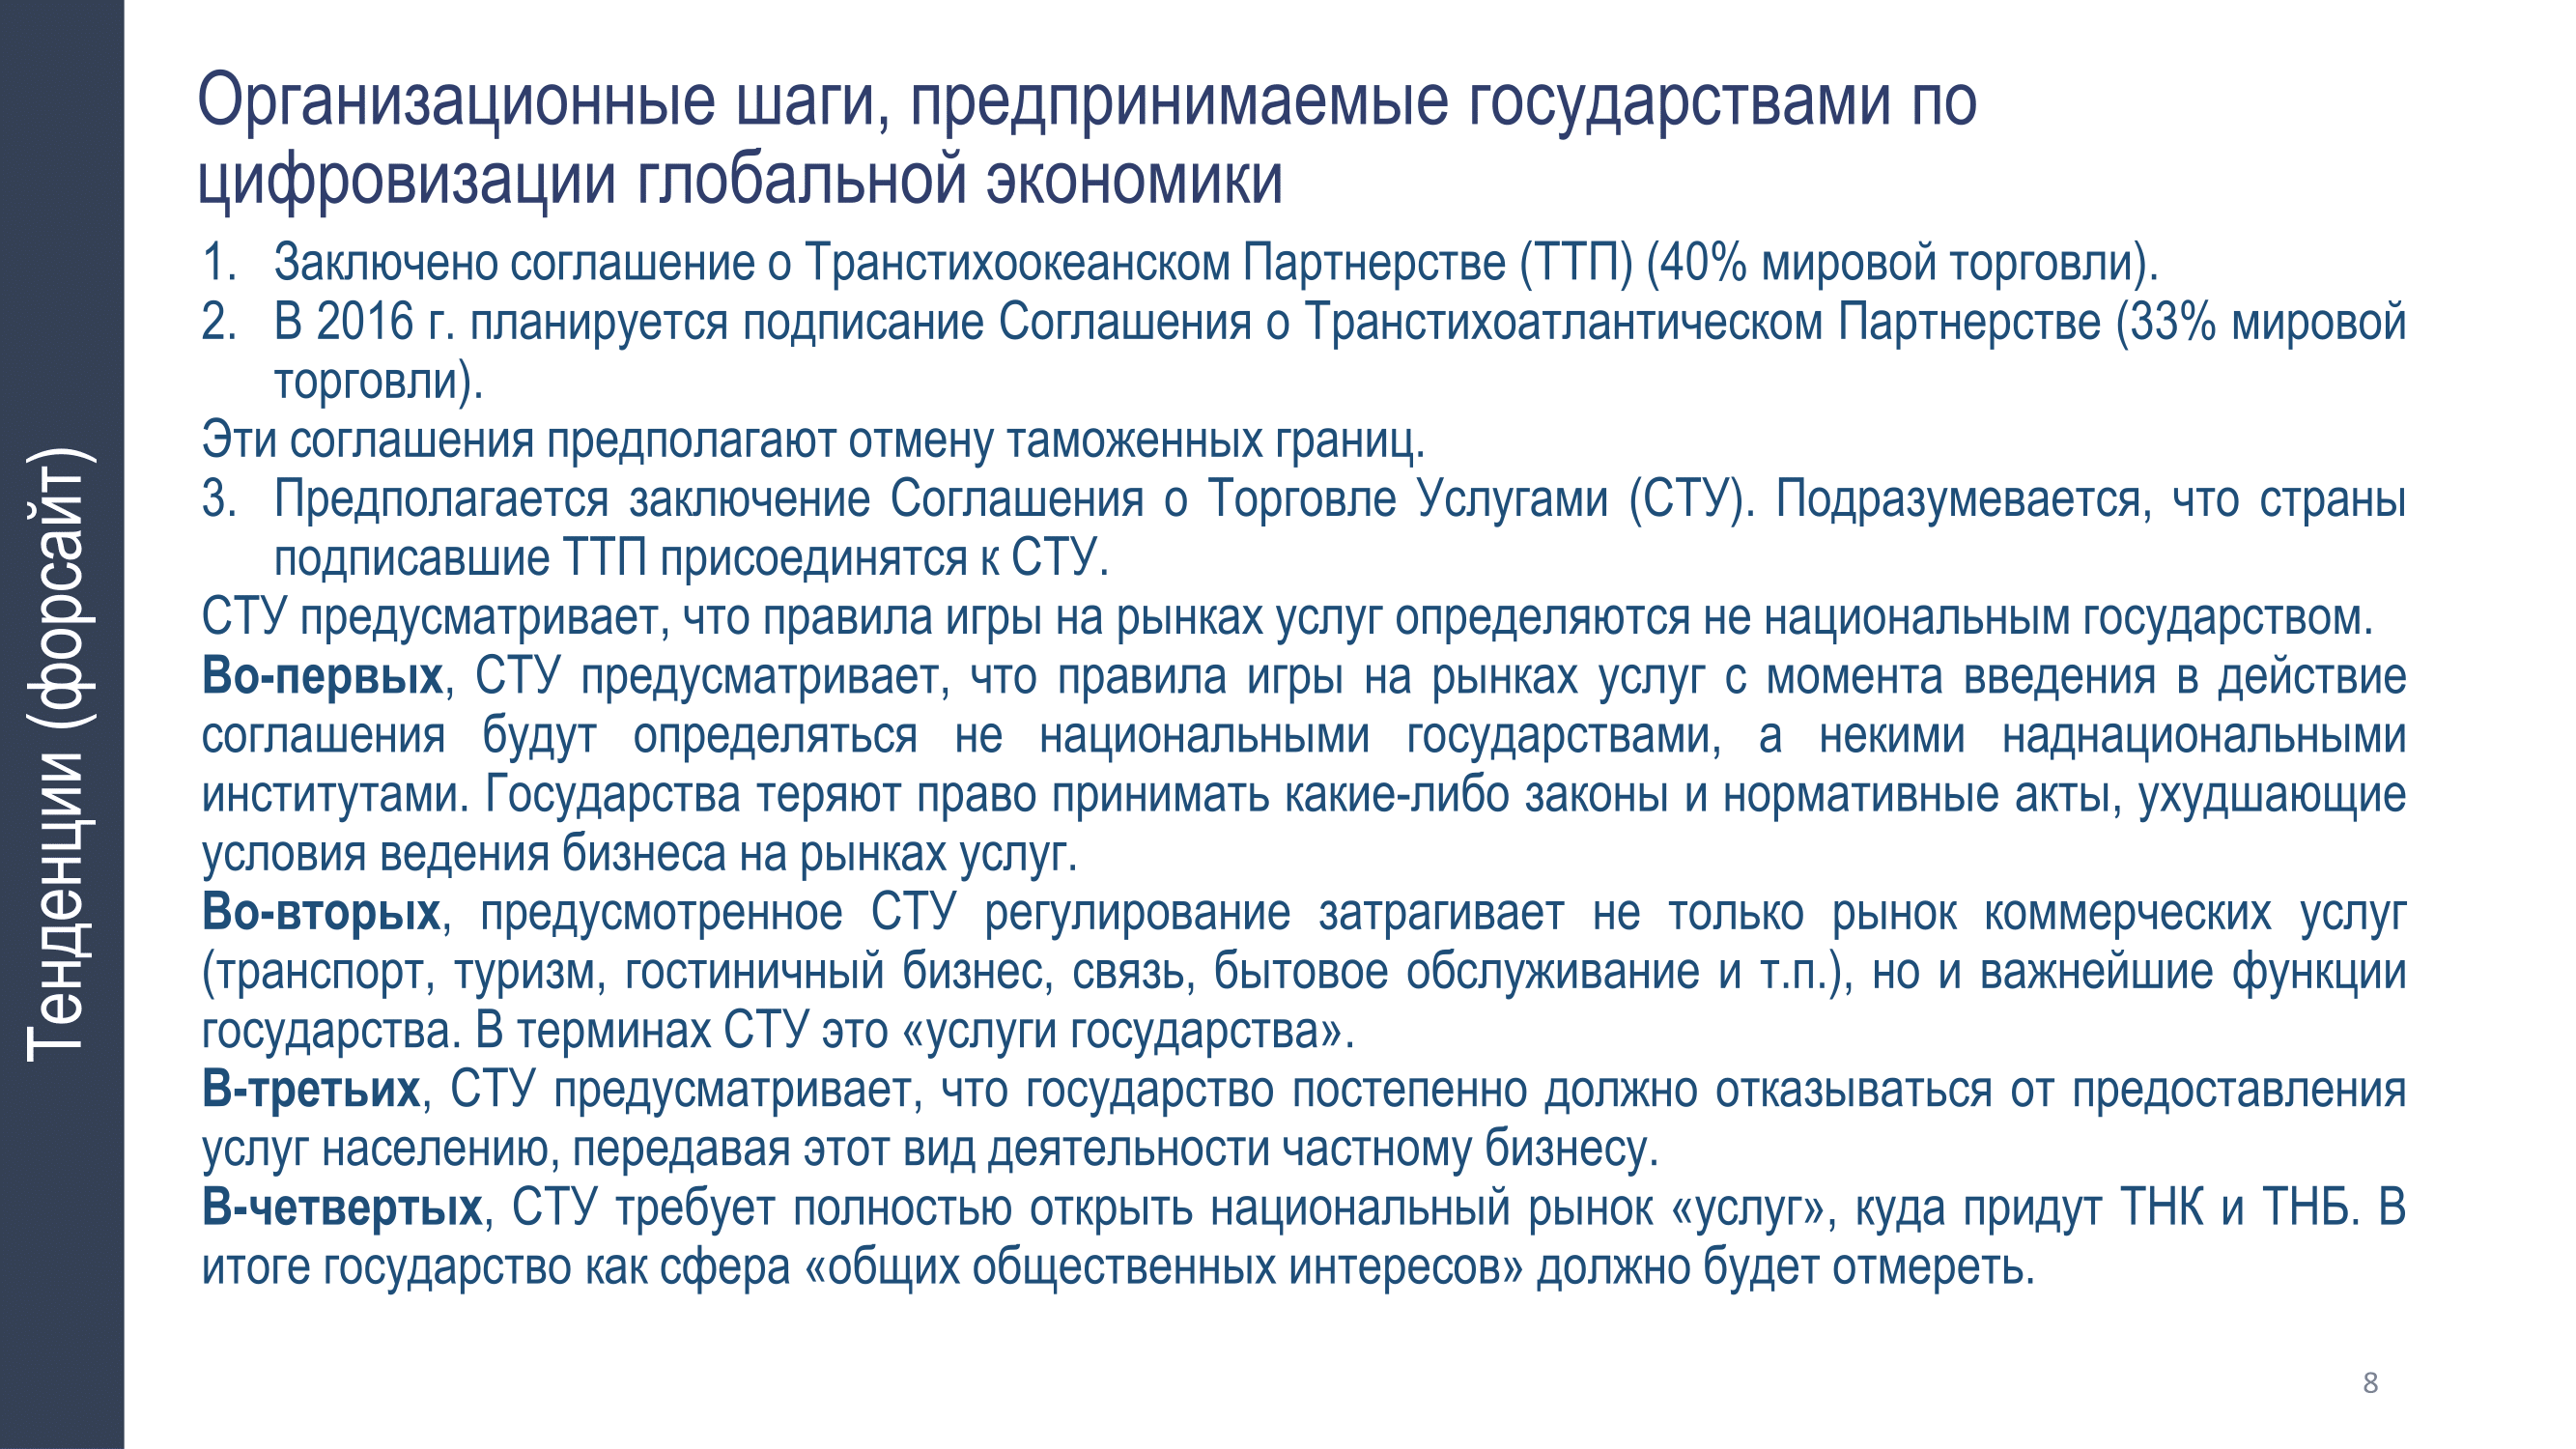 Тенденции (форсайт)
Организационные шаги, предпринимаемые государствами по
цифровизации глобальной экономики
1. Заключено соглашение о Транстихоокеанском Партнерстве (ТТП) (40% мировой торговли).
2. В 2016 г. планируется подписание Соглашения о Транстихоатлантическом Партнерстве (33% мировой
торговли).
Эти соглашения предполагают отмену таможенных границ.
3. Предполагается заключение Соглашения о Торговле Услугами (СТУ). Подразумевается, что страны
подписавшие ТТП присоединятся к СТУ.
СТУ предусматривает, что правила игры на рынках услуг определяются не национальным государством.
Во-первых, СТУ предусматривает, что правила игры на рынках услуг с момента введения в действие
соглашения будут определяться не национальными государствами, а некими наднациональными
институтами. Государства теряют право принимать какие-либо законы и нормативные акты, ухудшающие
условия ведения бизнеса на рынках услуг.
Во-вторых, предусмотренное СТУ регулирование затрагивает не только рынок коммерческих услуг
(транспорт, туризм, гостиничный бизнес, связь, бытовое обслуживание и т.п.), но и важнейшие функции
государства. В терминах СТУ это «услуги государства».
В-третьих, СТУ предусматривает, что государство постепенно должно отказываться от предоставления
услуг населению, передавая этот вид деятельности частному бизнесу.
В-четвертых, СТУ требует полностью открыть национальный рынок «услуг», куда придут ТНК и ТНБ. В
итоге государство как сфера «общих общественных интересов» должно будет отмереть.
8